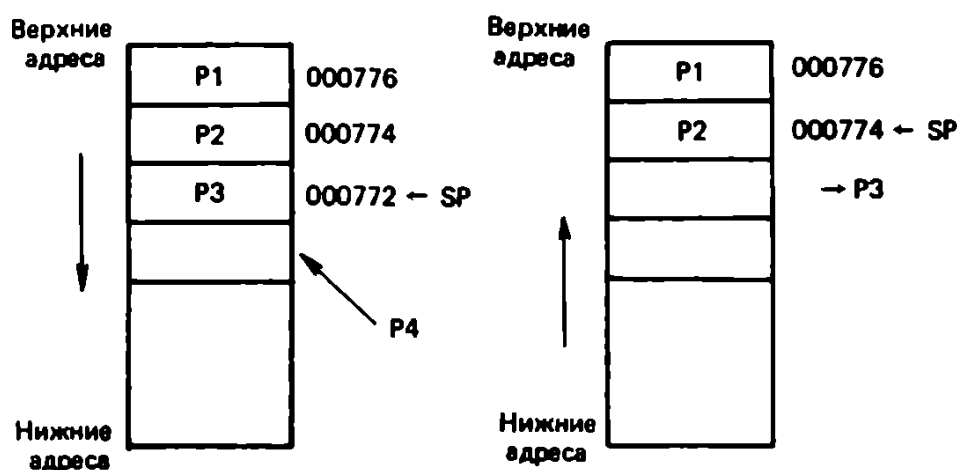 Верхние
адреса
P1
000776
P2
000774
P3
000772 ← SP
P4
Нижние
адреса
Верхние
адреса
P1
000776
P2
000774 ← SP
→ P3
Нижние
адреса